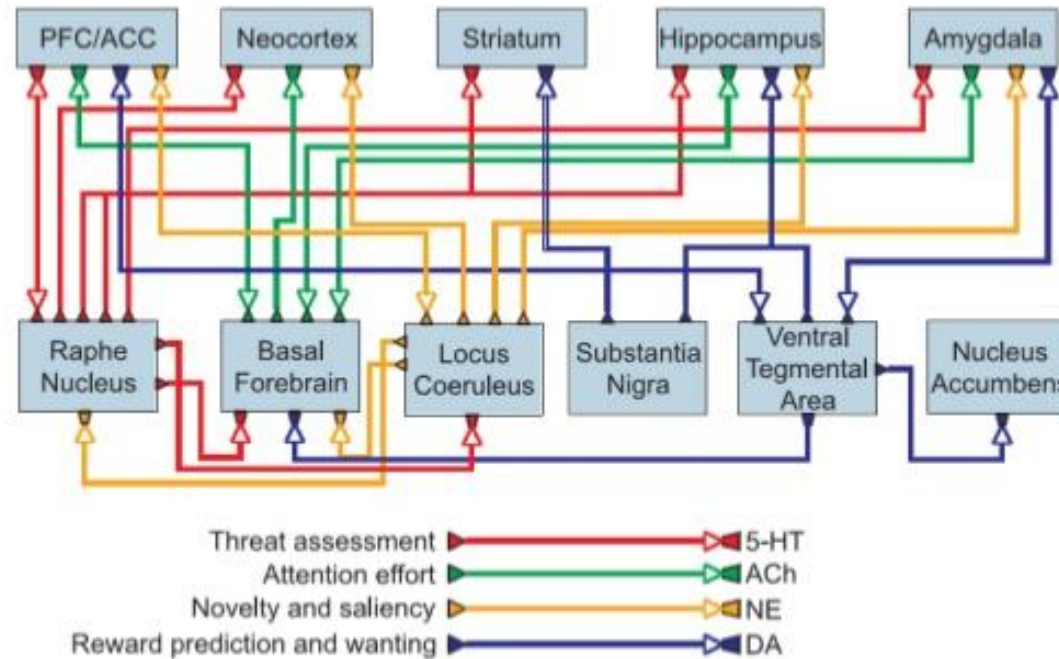 PFC/ACC
Neocortex
Striatum
Hippocampus
Amygdala
Raphe
Nucleus
Basal
Forebrain
Locus
Coeruleus
Substantia
Nigra
Ventral
Tegmental
Area
Nucleus
Accumbens
Threat assessment 5-HT
Attention effort ACh
Novelty and saliency NE
Reward prediction and wanting DA